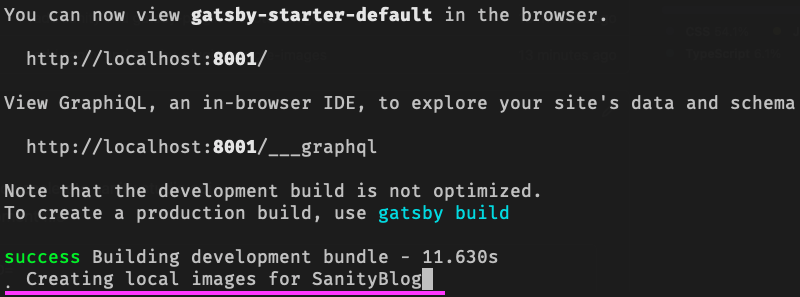 You can now view gatsby-starter-default in the browser.
http://localhost:8001/
View GraphiQL, an in-browser IDE, to explore your site's data and schema
http://localhost:8001/___graphql
Note that the development build is not optimized.
To create a production build, use gatsby build
success Building development bundle - 11.630s
. Creating local images for SanityBlog